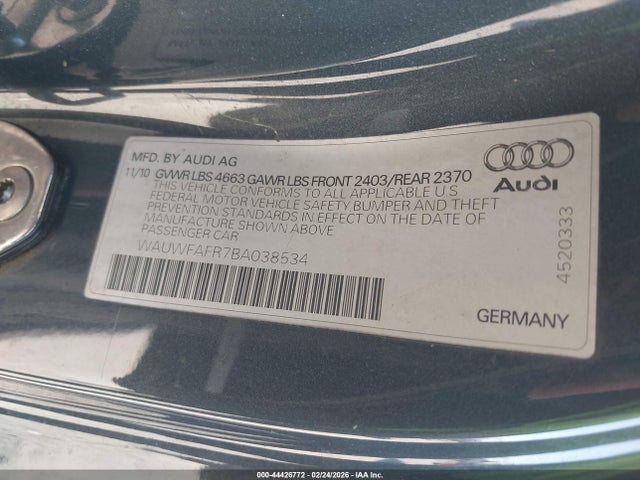 MFD. BY AUDI AG
11/10 GVWR LBS 4663 GAWR LBS FRONT 2403/REAR 2370
THIS VEHICLE CONFORMS TO ALL APPLICABLE U S
FEDERAL MOTOR VEHICLE SAFETY BUMPER AND THEFT
PREVENTION STANDARDS IN EFFECT ON THE DATE OF
MANUFACTURE SHOWN ABOVE
PASSENGER CAR
WAUWFAFR7BA038534
Audi
4520333
GERMANY
000-44426772 - 02/24/2026 - IAA Inc.